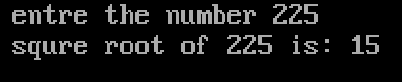 entre the number 225
squre root of 225 is: 15